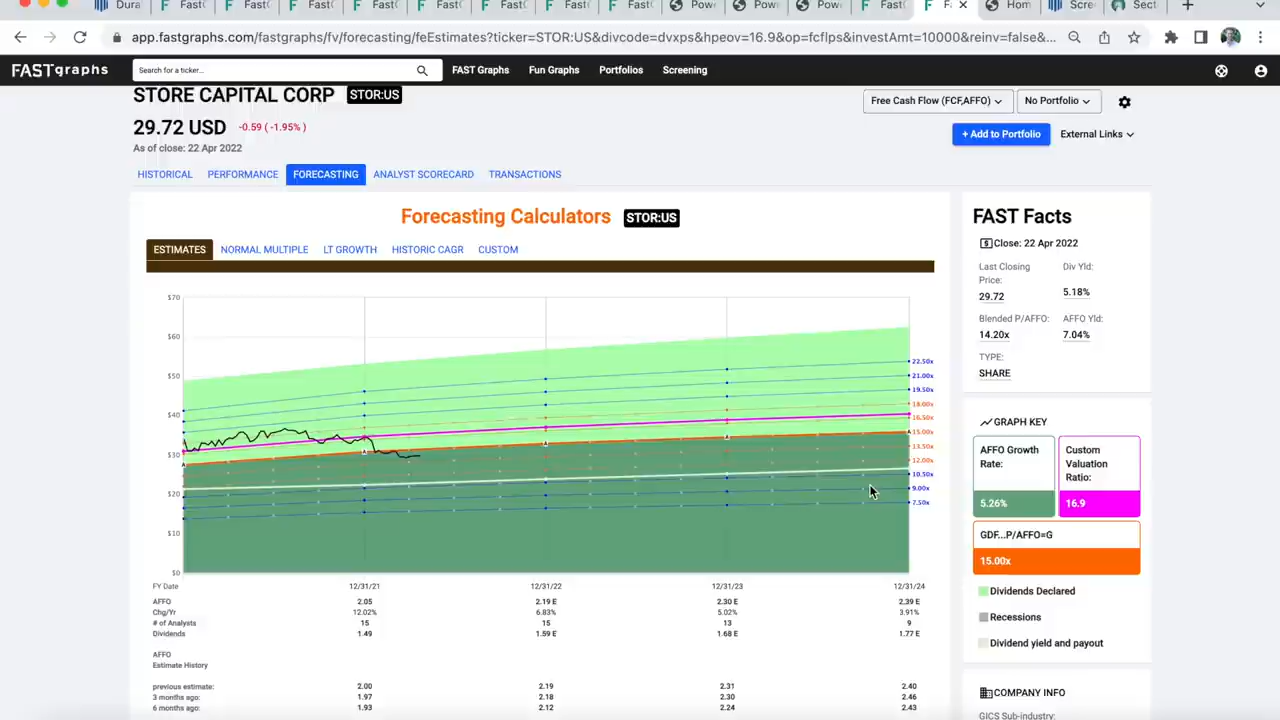 Dura
Fast
Fast
Fast
Powe
Powe
Powe
Fast
Hom
Scre
Secti
app.fastgraphs.com/fastgraphs/fv/forecasting/feEstimates?ticker=STOR:US&divcode=dvxps&hpeov=16.9&op=fcflps&investAmt=10000&reinv=false&...
FASTgraphs
Search for a ticker...
FAST Graphs
Fun Graphs
Portfolios
Screening
STORE CAPITAL CORP STOR:US
Free Cash Flow (FCF,AFFO)
No Portfolio
29.72 USD -0.59 ( -1.95% )
As of close: 22 Apr 2022
+ Add to Portfolio
External Links
HISTORICAL
PERFORMANCE
FORECASTING
ANALYST SCORECARD
TRANSACTIONS
Forecasting Calculators STOR:US
ESTIMATES
NORMAL MULTIPLE
LT GROWTH
HISTORIC CAGR
CUSTOM
$70
$60
$50
$40
$30
$20
$10
$0
22.50x
21.00x
19.50x
18.00x
16.50x
15.00x
13.50x
12.00x
10.50x
9.00x
7.50x
FY Date 12/31/21 12/31/22 12/31/23 12/31/24
AFFO 2.05 2.19 E 2.30 E 2.39 E
Chg/Yr 12.02% 6.83% 5.02% 3.91%
# of Analysts 15 15 13 9
Dividends 1.49 1.59 E 1.68 E 1.77 E
AFFO
Estimate History
previous estimate: 2.00 2.19 2.31 2.40
3 months ago: 1.97 2.18 2.30 2.46
6 months ago: 1.93 2.12 2.24 2.43
FAST Facts
Close: 22 Apr 2022
Last Closing
Price:
29.72
Div Yld:
5.18%
Blended P/AFFO:
14.20x
AFFO Yld:
7.04%
TYPE:
SHARE
GRAPH KEY
AFFO Growth
Rate:
5.26%
Custom
Valuation
Ratio:
16.9
GDF...P/AFFO=G
15.00x
Dividends Declared
Recessions
Dividend yield and payout
COMPANY INFO
GICS Sub-industry: